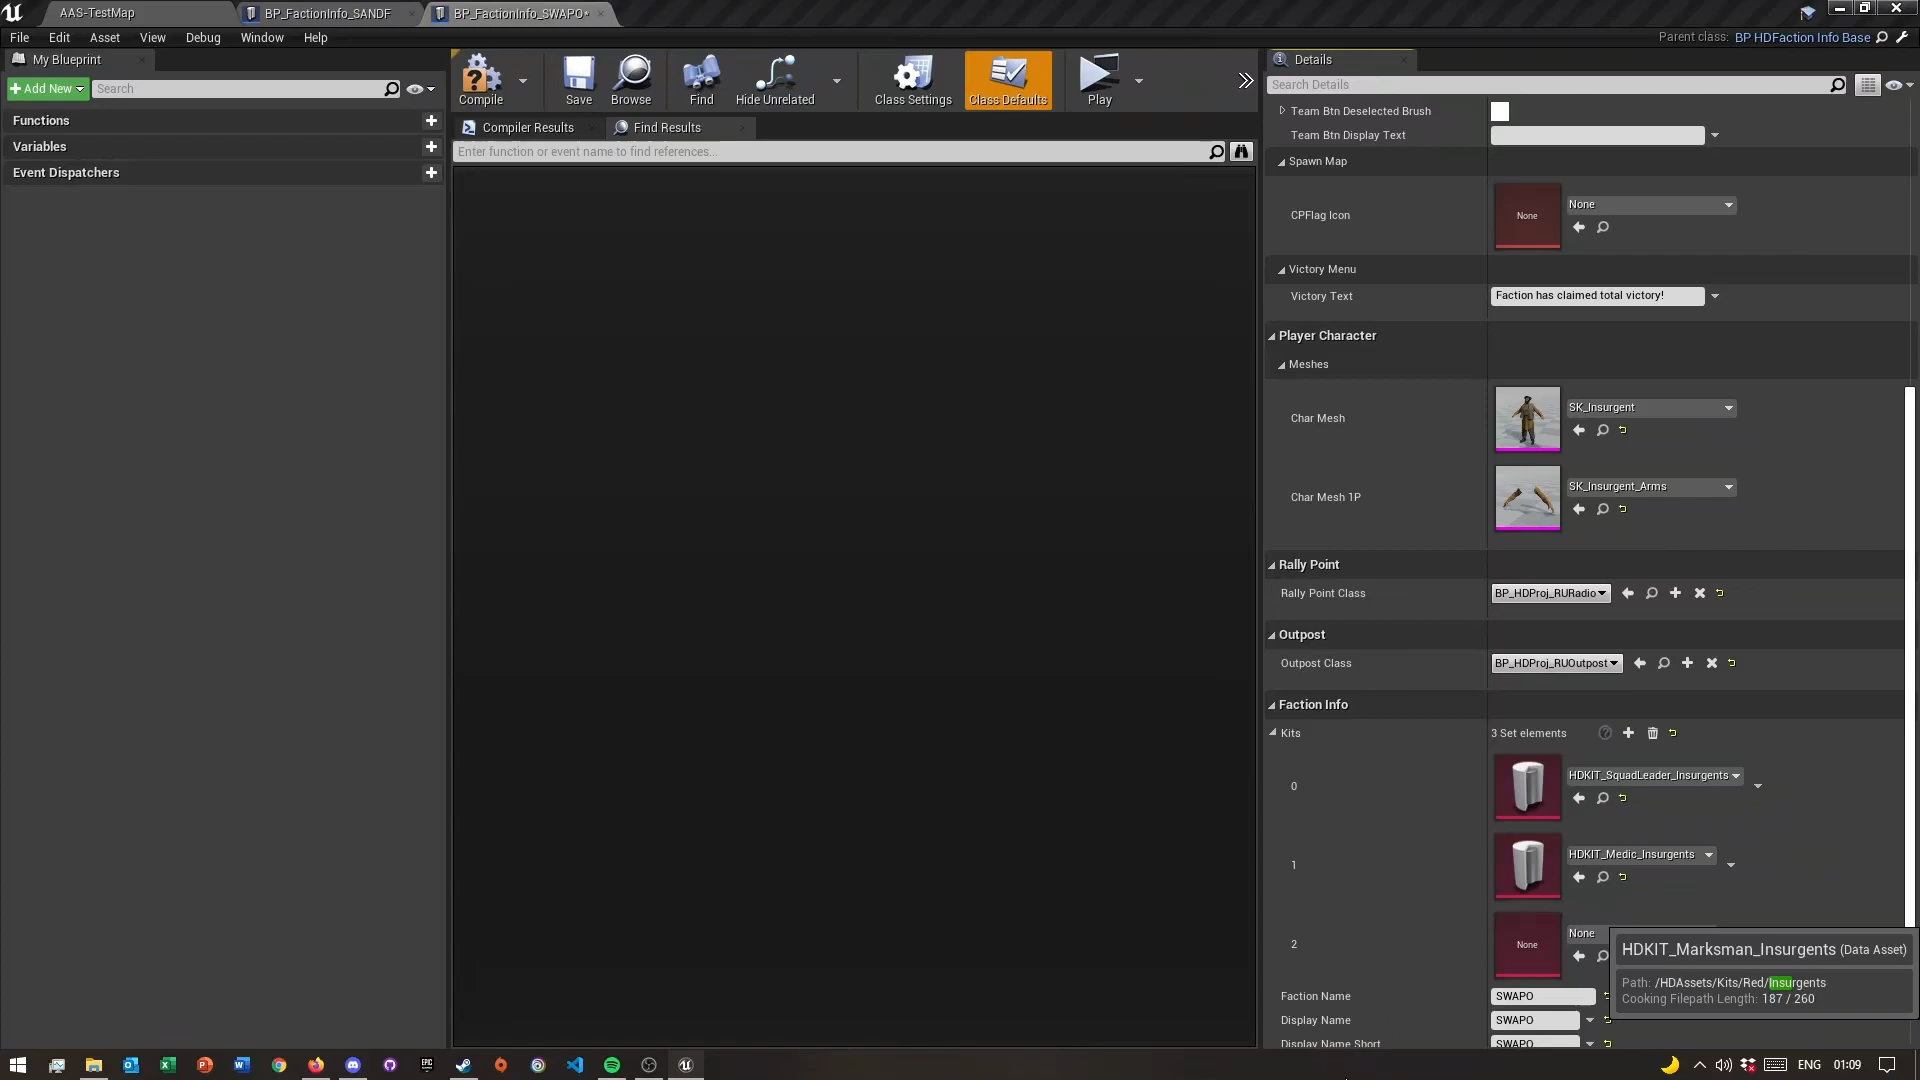 AAS-TestMap
BP_FactionInfo_SANDF
BP_FactionInfo_SWAPO*
File Edit Asset View Debug Window Help
Parent class: BP HDFaction Info Base
My Blueprint
Add New
Search
Functions
Variables
Event Dispatchers
Compile
Save
Browse
Find
Hide Unrelated
Class Settings
Class Defaults
Play
Compiler Results
Find Results
Enter function or event name to find references...
Details
Search Details
Team Btn Deselected Brush
Team Btn Display Text
Spawn Map
CPFlag Icon
None
None
Victory Menu
Victory Text
Faction has claimed total victory!
Player Character
Meshes
Char Mesh
SK_Insurgent
Char Mesh 1P
SK_Insurgent_Arms
Rally Point
Rally Point Class
BP_HDProj_RURadio
Outpost
Outpost Class
BP_HDProj_RUOutpost
Faction Info
Kits
3 Set elements
0
HDKIT_SquadLeader_Insurgents
1
HDKIT_Medic_Insurgents
2
None
None
HDKIT_Marksman_Insurgents (Data Asset)
Path: /HDAssets/Kits/Red/Insurgents
Cooking Filepath Length: 187 / 260
Faction Name
SWAPO
Display Name
SWAPO
Display Name Short
SWAPO
ENG
01:09